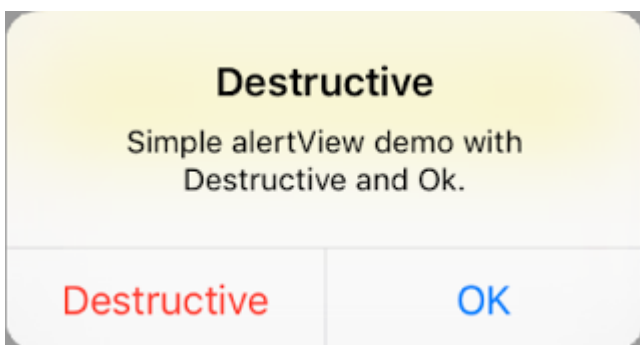 Destructive
Simple alertView demo with
Destructive and Ok.
Destructive
OK